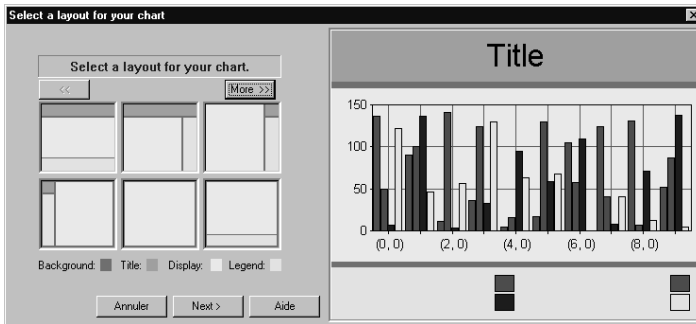 Select a layout for your chart
Select a layout for your chart.
<<
More >>
Background:
Title:
Display:
Legend:
Annuler
Next >
Aide
Title
150
100
50
0
(0, 0)
(2, 0)
(4, 0)
(6, 0)
(8, 0)